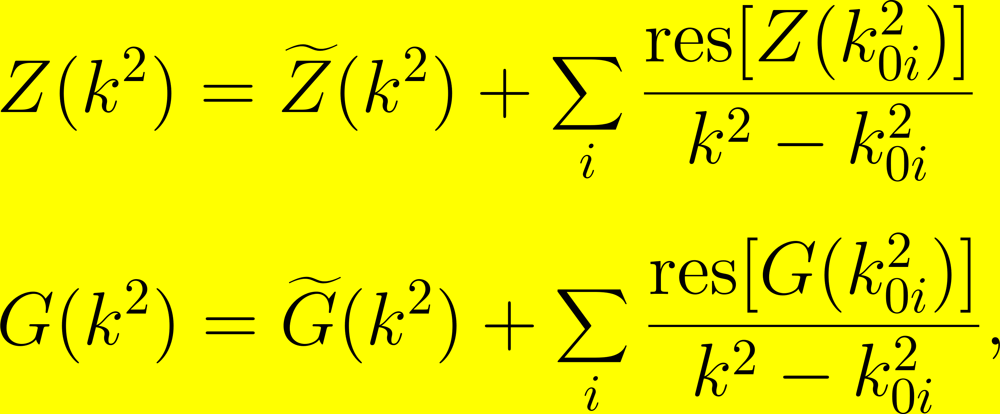 $Z(k^2) = \widetilde{Z}(k^2) + \sum_i \frac{\mathrm{res}[Z(k_{0i}^2)]}{k^2 - k_{0i}^2}$
$G(k^2) = \widetilde{G}(k^2) + \sum_i \frac{\mathrm{res}[G(k_{0i}^2)]}{k^2 - k_{0i}^2},$